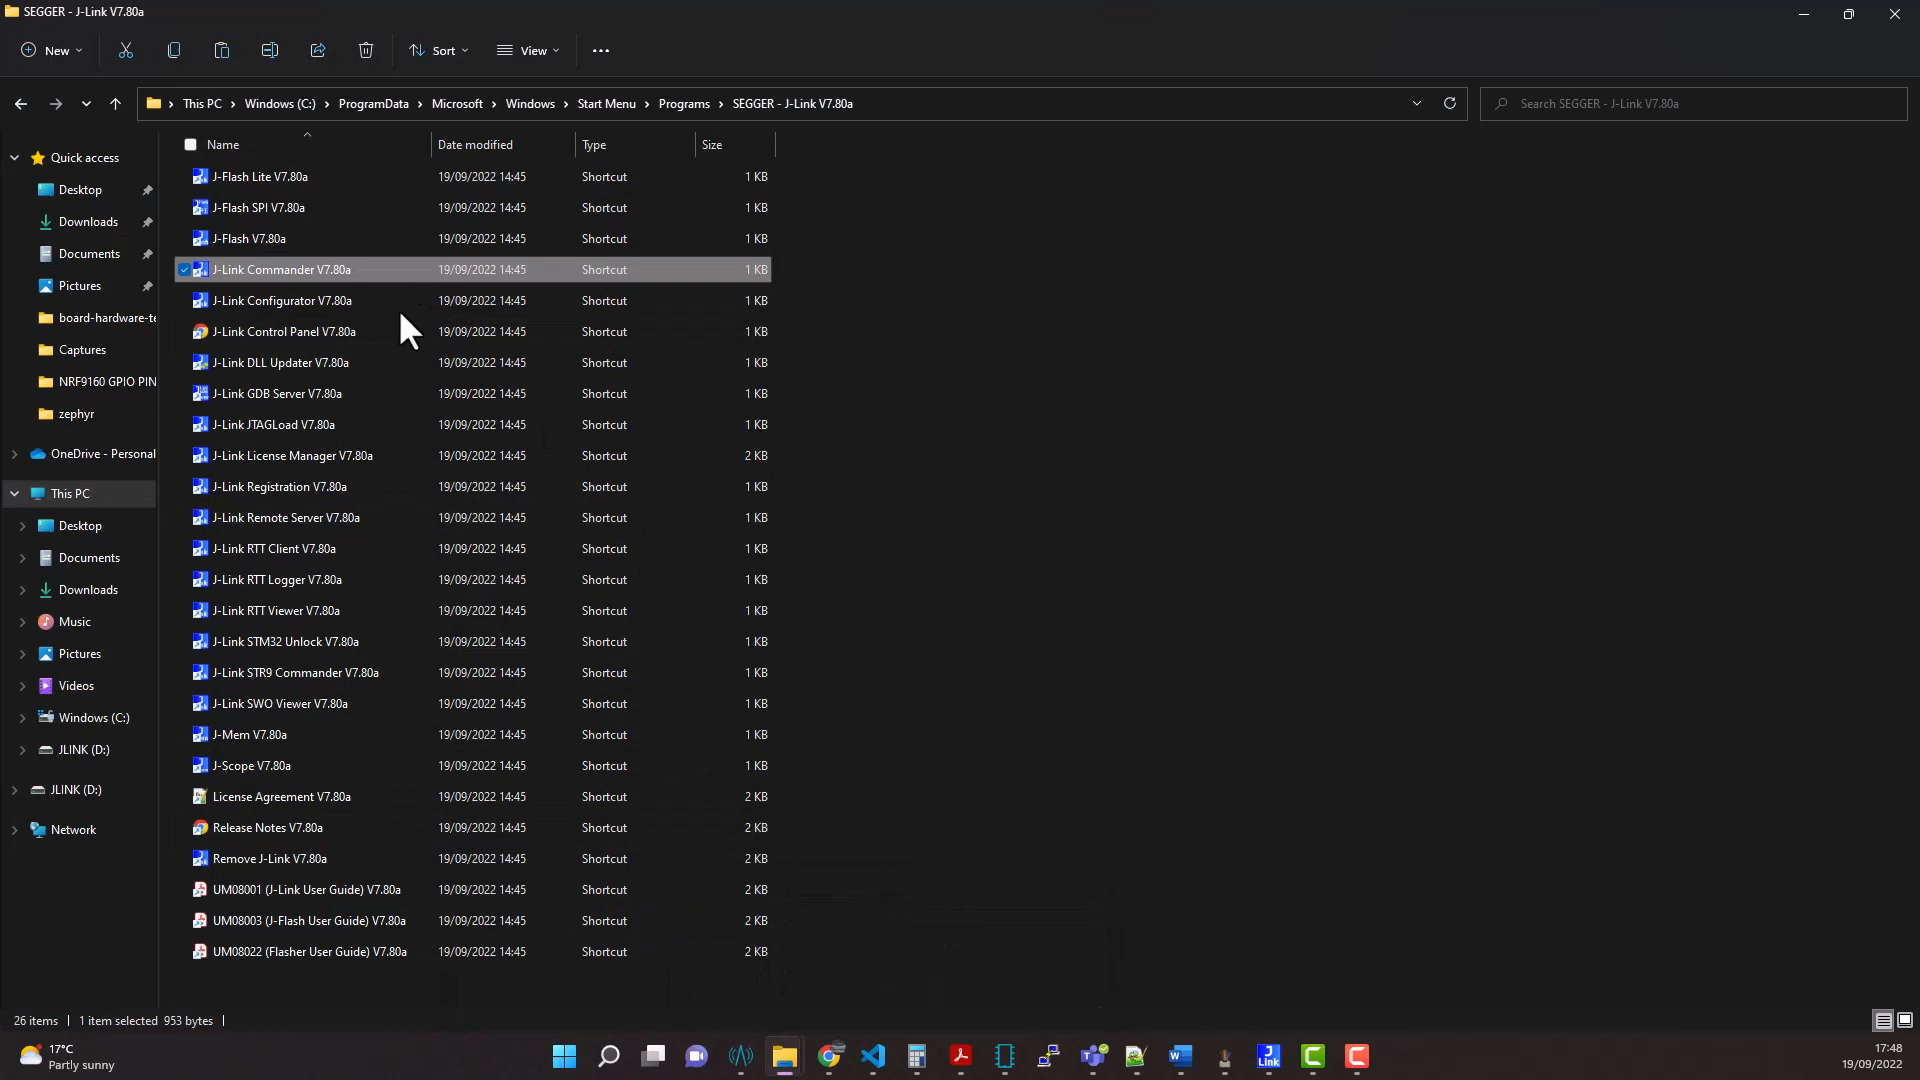 SEGGER - J-Link V7.80a
New
Sort
View
This PC > Windows (C:) > ProgramData > Microsoft > Windows > Start Menu > Programs > SEGGER - J-Link V7.80a
Search SEGGER - J-Link V7.80a
Name Date modified Type Size
Quick access
Desktop
Downloads
Documents
Pictures
board-hardware-te
Captures
NRF9160 GPIO PIN
zephyr
OneDrive - Personal
This PC
Desktop
Documents
Downloads
Music
Pictures
Videos
Windows (C:)
JLINK (D:)
JLINK (D:)
Network
J-Flash Lite V7.80a 19/09/2022 14:45 Shortcut 1 KB
J-Flash SPI V7.80a 19/09/2022 14:45 Shortcut 1 KB
J-Flash V7.80a 19/09/2022 14:45 Shortcut 1 KB
J-Link Commander V7.80a 19/09/2022 14:45 Shortcut 1 KB
J-Link Configurator V7.80a 19/09/2022 14:45 Shortcut 1 KB
J-Link Control Panel V7.80a 19/09/2022 14:45 Shortcut 1 KB
J-Link DLL Updater V7.80a 19/09/2022 14:45 Shortcut 1 KB
J-Link GDB Server V7.80a 19/09/2022 14:45 Shortcut 1 KB
J-Link JTAGLoad V7.80a 19/09/2022 14:45 Shortcut 1 KB
J-Link License Manager V7.80a 19/09/2022 14:45 Shortcut 2 KB
J-Link Registration V7.80a 19/09/2022 14:45 Shortcut 1 KB
J-Link Remote Server V7.80a 19/09/2022 14:45 Shortcut 1 KB
J-Link RTT Client V7.80a 19/09/2022 14:45 Shortcut 1 KB
J-Link RTT Logger V7.80a 19/09/2022 14:45 Shortcut 1 KB
J-Link RTT Viewer V7.80a 19/09/2022 14:45 Shortcut 1 KB
J-Link STM32 Unlock V7.80a 19/09/2022 14:45 Shortcut 1 KB
J-Link STR9 Commander V7.80a 19/09/2022 14:45 Shortcut 1 KB
J-Link SWO Viewer V7.80a 19/09/2022 14:45 Shortcut 1 KB
J-Mem V7.80a 19/09/2022 14:45 Shortcut 1 KB
J-Scope V7.80a 19/09/2022 14:45 Shortcut 1 KB
License Agreement V7.80a 19/09/2022 14:45 Shortcut 2 KB
Release Notes V7.80a 19/09/2022 14:45 Shortcut 2 KB
Remove J-Link V7.80a 19/09/2022 14:45 Shortcut 2 KB
UM08001 (J-Link User Guide) V7.80a 19/09/2022 14:45 Shortcut 2 KB
UM08003 (J-Flash User Guide) V7.80a 19/09/2022 14:45 Shortcut 2 KB
UM08022 (Flasher User Guide) V7.80a 19/09/2022 14:45 Shortcut 2 KB
26 items | 1 item selected 953 bytes |
17°C
Partly sunny
J
Link
17:48
19/09/2022